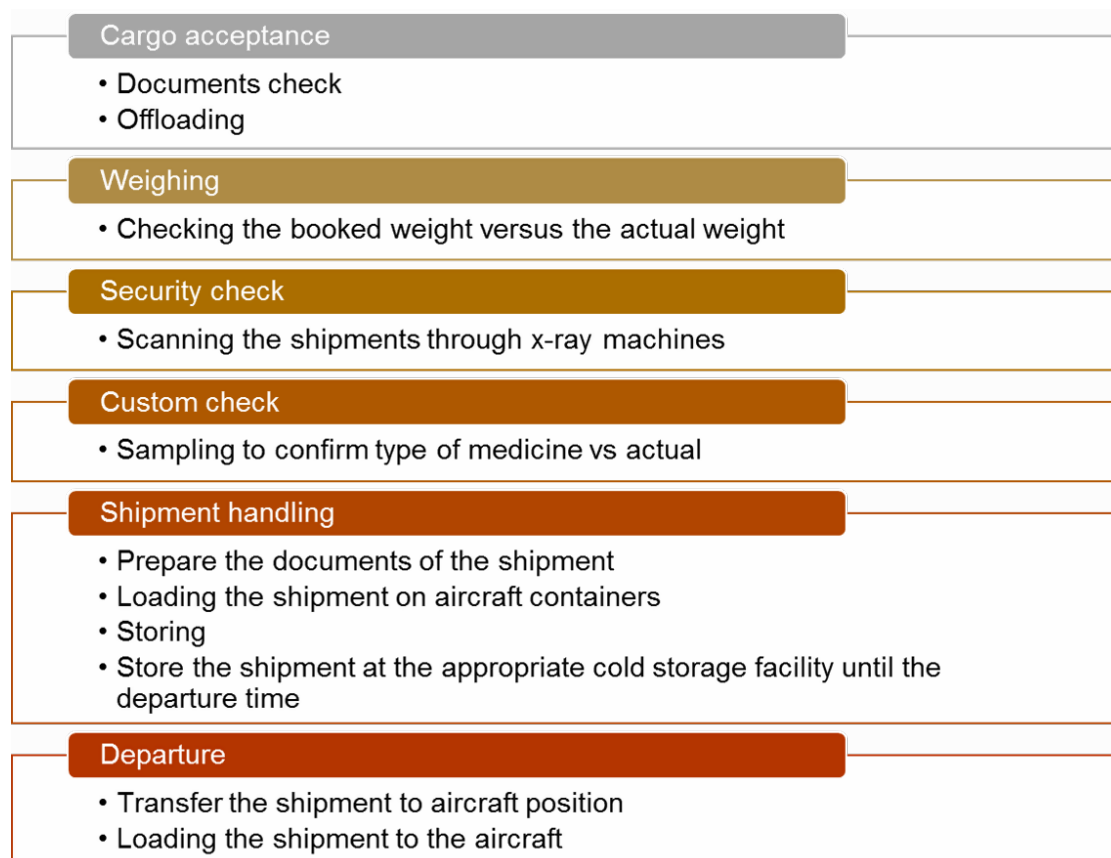 Cargo acceptance
• Documents check
• Offloading
Weighing
• Checking the booked weight versus the actual weight
Security check
• Scanning the shipments through x-ray machines
Custom check
• Sampling to confirm type of medicine vs actual
Shipment handling
• Prepare the documents of the shipment
• Loading the shipment on aircraft containers
• Storing
• Store the shipment at the appropriate cold storage facility until the
departure time
Departure
• Transfer the shipment to aircraft position
• Loading the shipment to the aircraft